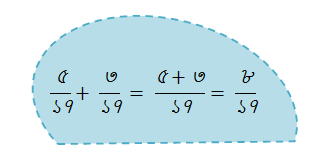 ৫/১৭ + ৩/১৭ = (৫ + ৩)/১৭ = ৮/১৭